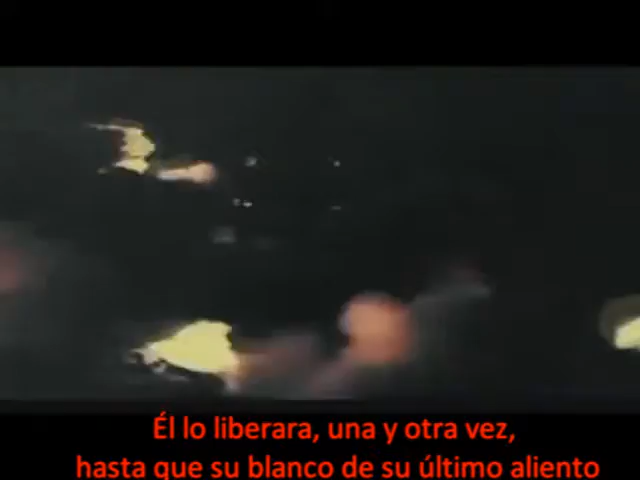 Él lo liberara, una y otra vez,
hasta que su blanco de su último aliento